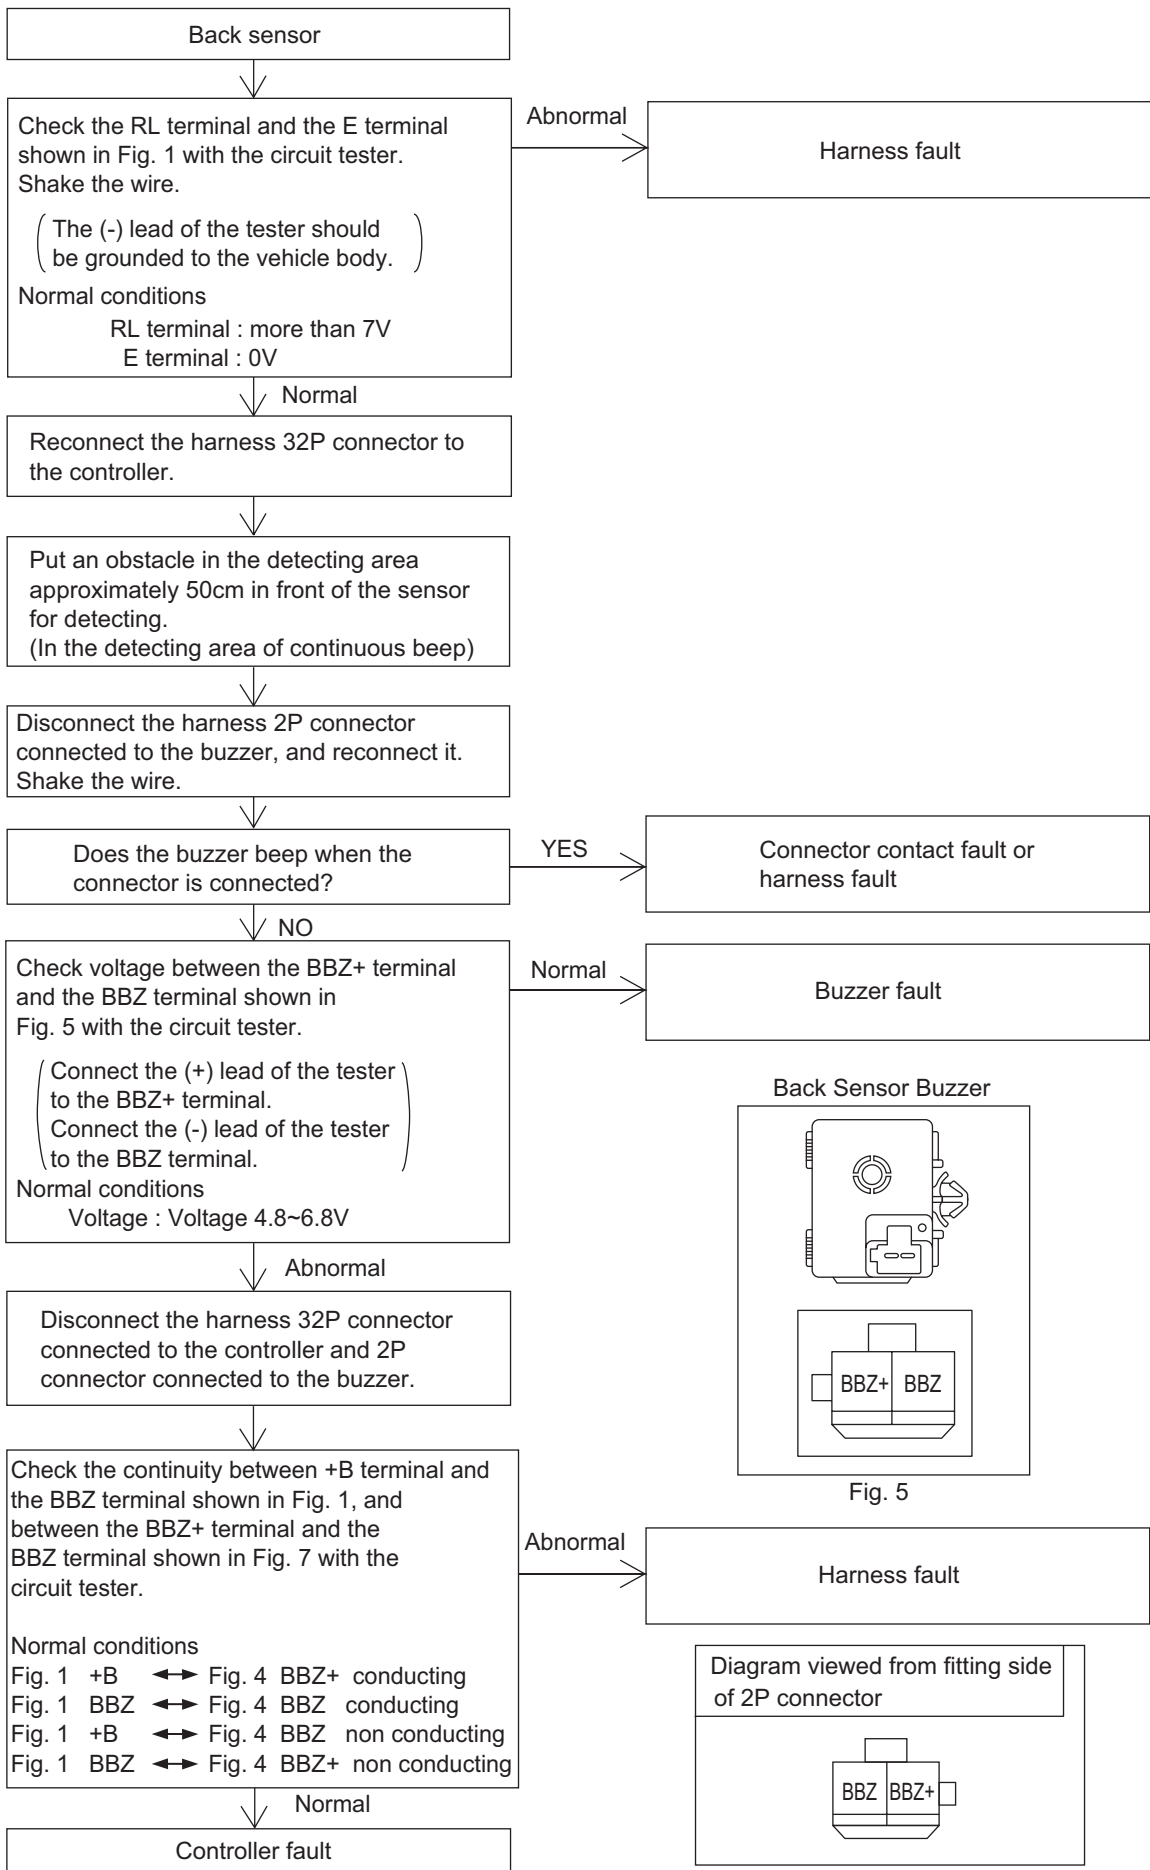 Back sensor
Check the RL terminal and the E terminal
shown in Fig. 1 with the circuit tester.
Shake the wire.
The (-) lead of the tester should
be grounded to the vehicle body.
Normal conditions
RL terminal : more than 7V
E terminal : 0V
Abnormal
Harness fault
Normal
Reconnect the harness 32P connector to
the controller.
Put an obstacle in the detecting area
approximately 50cm in front of the sensor
for detecting.
(In the detecting area of continuous beep)
Disconnect the harness 2P connector
connected to the buzzer, and reconnect it.
Shake the wire.
Does the buzzer beep when the
connector is connected?
YES
Connector contact fault or
harness fault
NO
Check voltage between the BBZ+ terminal
and the BBZ terminal shown in
Fig. 5 with the circuit tester.
Connect the (+) lead of the tester
to the BBZ+ terminal.
Connect the (-) lead of the tester
to the BBZ terminal.
Normal conditions
Voltage : Voltage 4.8~6.8V
Normal
Buzzer fault
Back Sensor Buzzer
BBZ+ BBZ
Fig. 5
Abnormal
Disconnect the harness 32P connector
connected to the controller and 2P
connector connected to the buzzer.
Check the continuity between +B terminal and
the BBZ terminal shown in Fig. 1, and
between the BBZ+ terminal and the
BBZ terminal shown in Fig. 7 with the
circuit tester.
Normal conditions
Fig. 1 +B ↔ Fig. 4 BBZ+ conducting
Fig. 1 BBZ ↔ Fig. 4 BBZ conducting
Fig. 1 +B ↔ Fig. 4 BBZ non conducting
Fig. 1 BBZ ↔ Fig. 4 BBZ+ non conducting
Abnormal
Harness fault
Diagram viewed from fitting side
of 2P connector
BBZ BBZ+
Normal
Controller fault